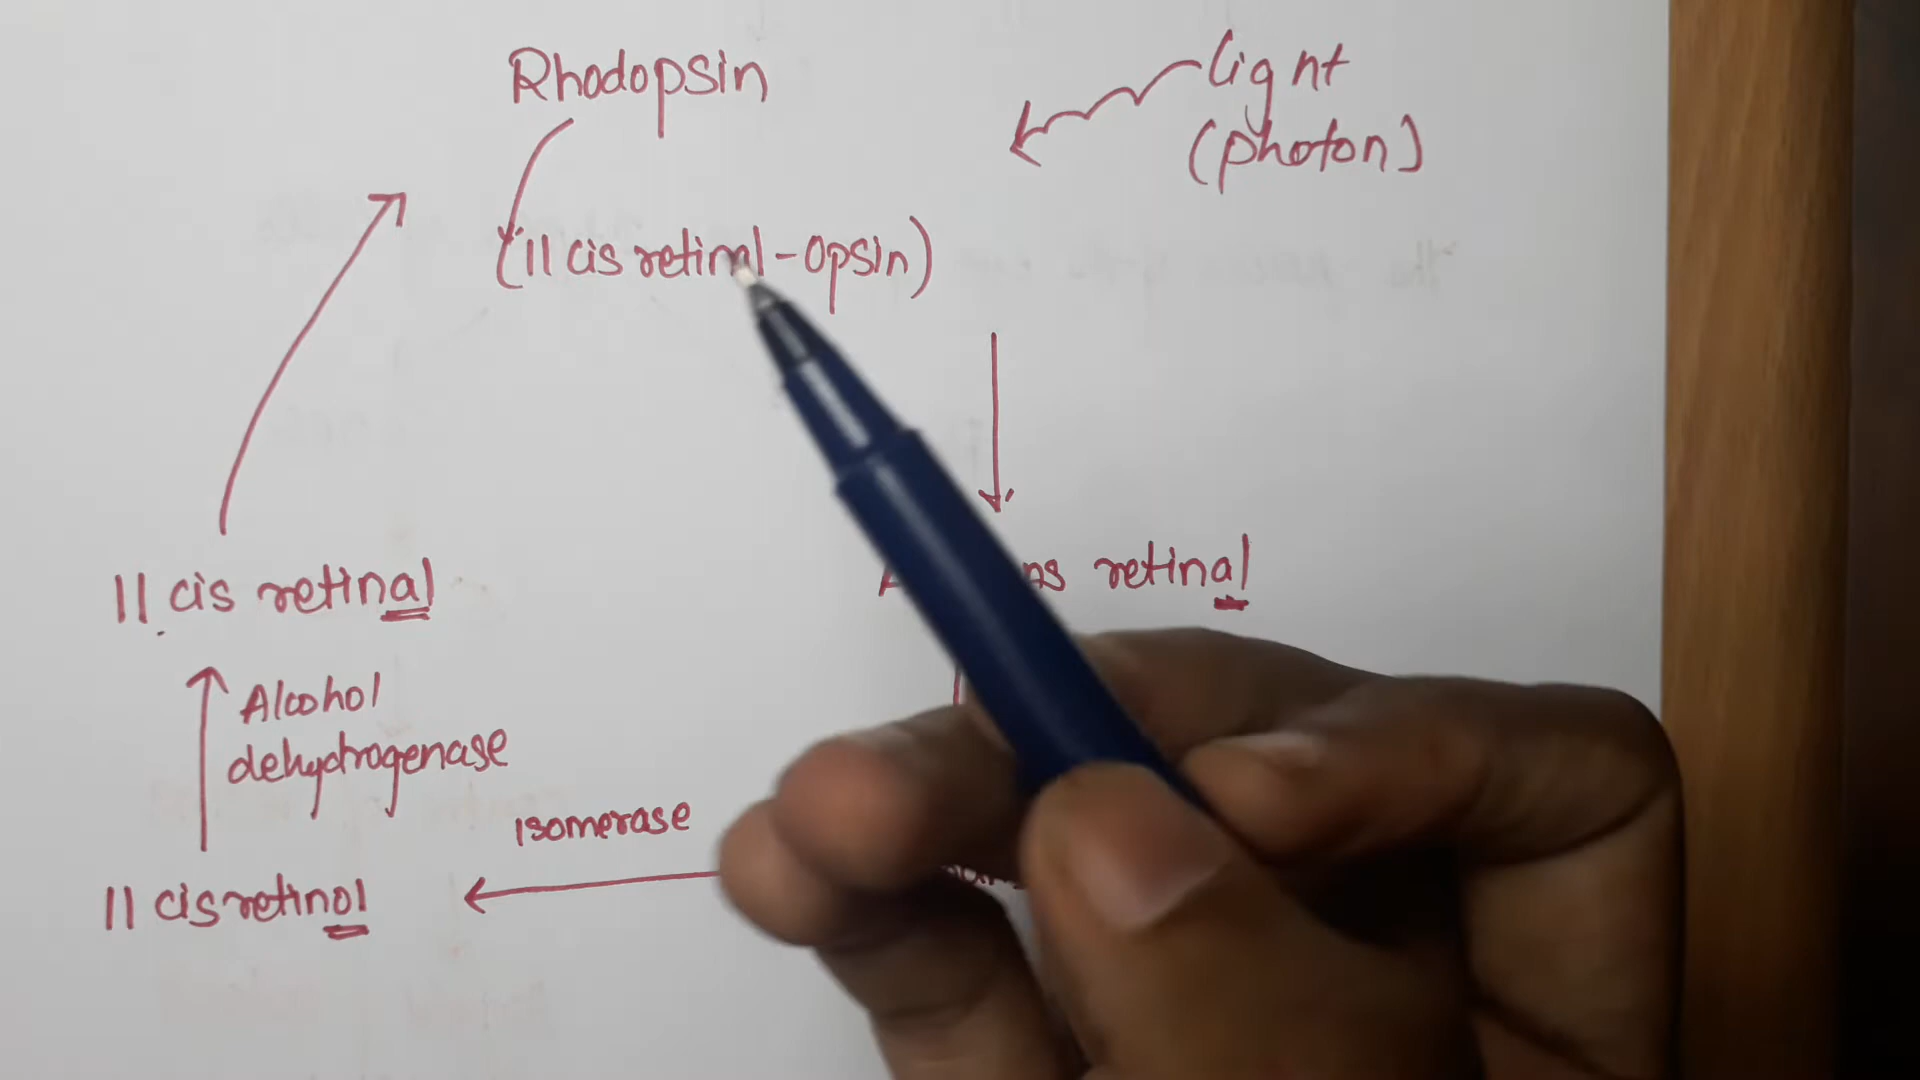 Rhodopsin
Light
(photon)
(11 cis retinal-opsin)
11 cis retinal
retinal
Alcohol
dehydrogenase
isomerase
11 cis retinol